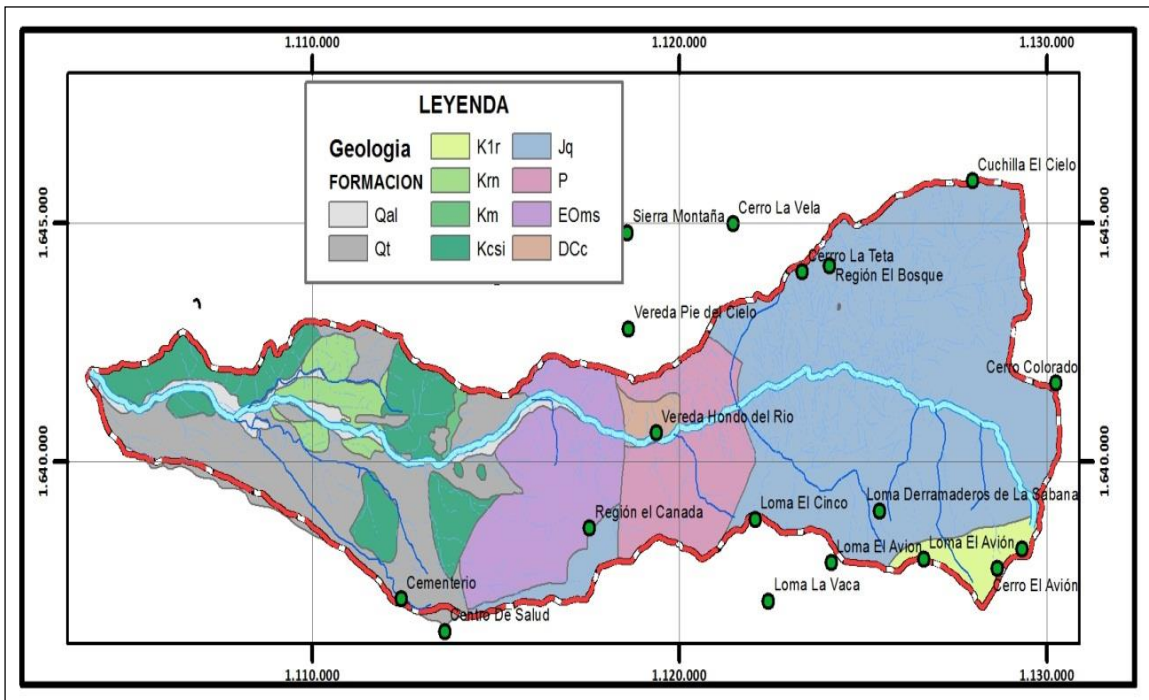 1.110.000
1.120.000
1.130.000
LEYENDA
Geologia
FORMACION
Qal
Qt
K1r
Krn
Km
Kcsi
Jq
P
EOms
DCc
1.645.000
1.645.000
1.640.000
1.640.000
Cuchilla El Cielo
Sierra Montaña
Cerro La Vela
Cerrro La Teta
Región El Bosque
Vereda Pie del Cielo
Cerro Colorado
Vereda Hondo del Rio
Región el Canada
Loma El Cinco
Loma Derramaderos de La Sabana
Loma El Avion
Loma El Avión
Cerro El Avión
Loma La Vaca
Cementerio
Centro De Salud
1.110.000
1.120.000
1.130.000